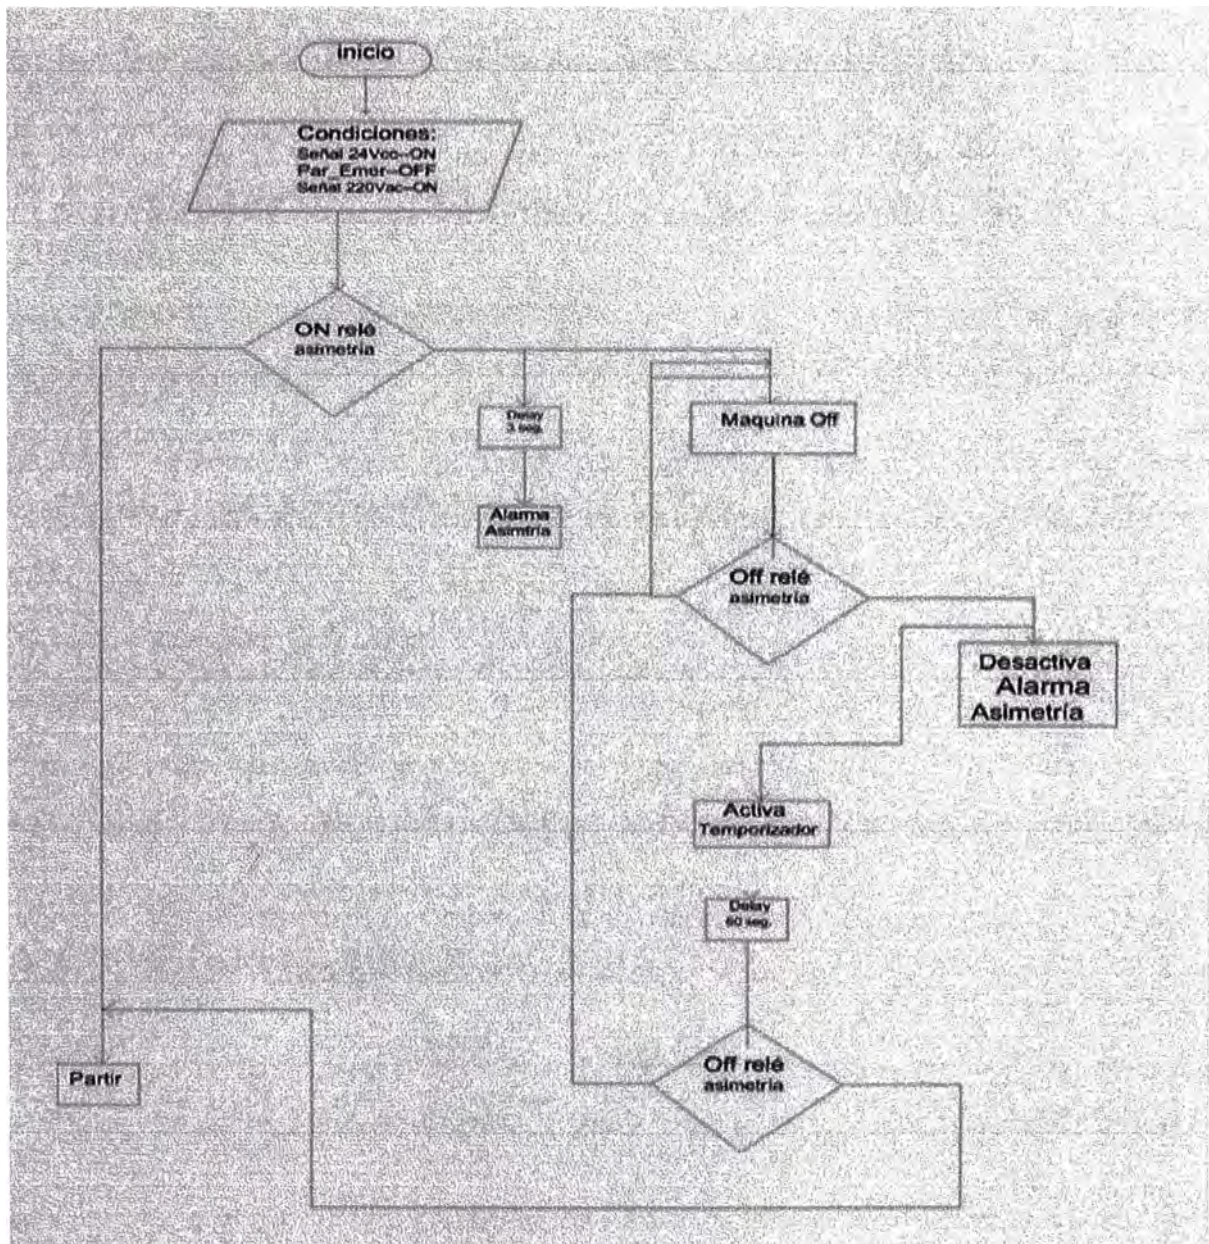 inicio
Condiciones:
Señal 24Vcc--ON
Par_Emer--OFF
Señal 220Vac--ON
ON relé
asimetría
Delay
3 seg.
Maquina Off
Alarma
Asimtría
Off relé
asimetría
Desactiva
Alarma
Asimetría
Activa
Temporizador
Delay
60 seg.
Off relé
asimetría
Partir